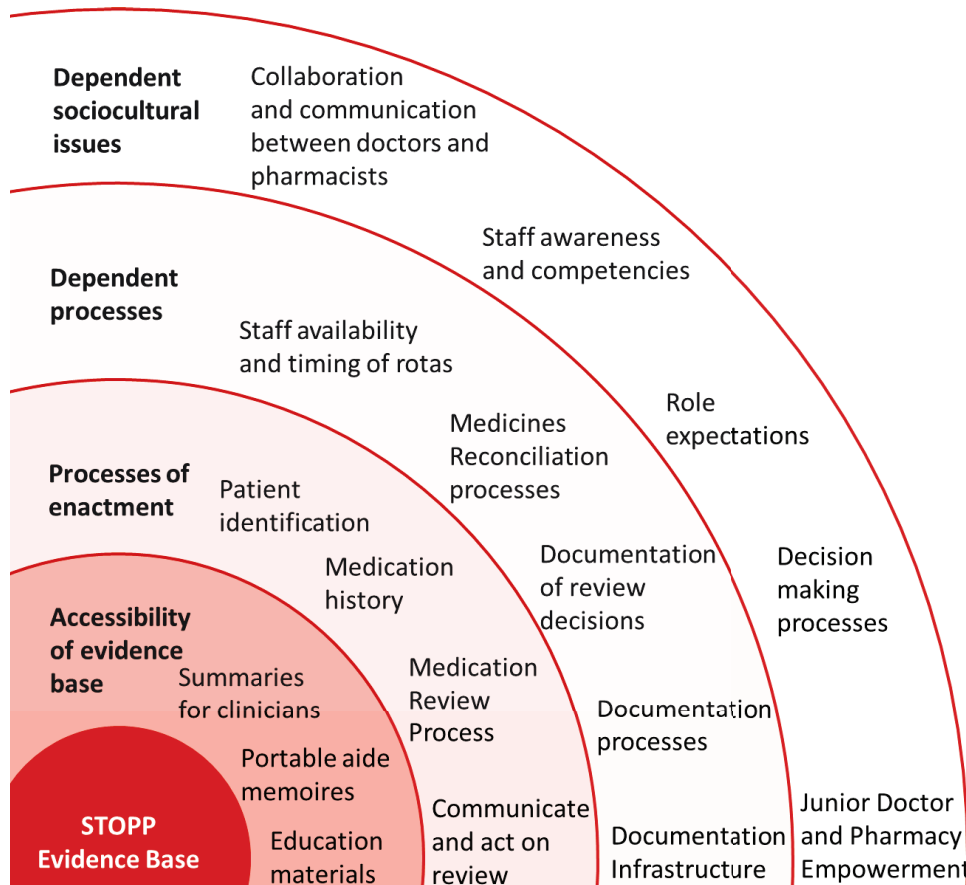 Dependent
sociocultural
issues
Collaboration
and communication
between doctors and
pharmacists
Staff awareness
and competencies
Role
expectations
Decision
making
processes
Junior Doctor
and Pharmacy
Empowerment
Dependent
processes
Staff availability
and timing of rotas
Medicines
Reconciliation
processes
Documentation
of review
decisions
Documentation
processes
Documentation
Infrastructure
Processes of
enactment
Patient
identification
Medication
history
Medication
Review
Process
Communicate
and act on
review
Accessibility
of evidence
base
Summaries
for clinicians
Portable aide
memoires
Education
materials
STOPP
Evidence Base